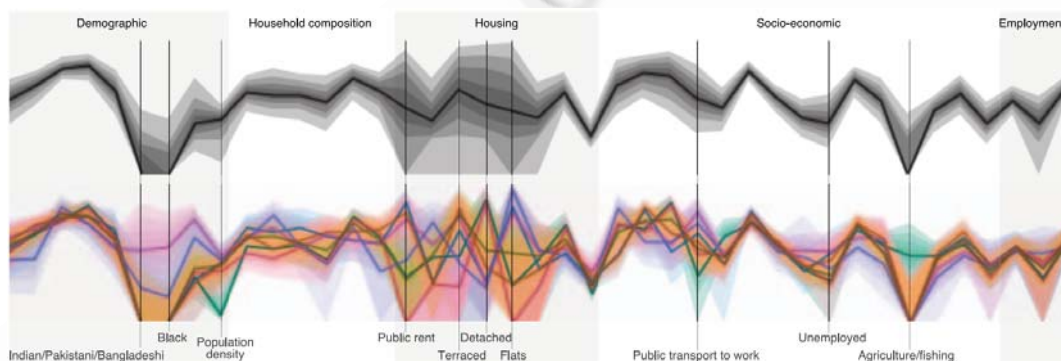 Demographic
Household composition
Housing
Socio-economic
Employmen
Black
Population
density
Indian/Pakistani/Bangladeshi
Public rent
Detached
Terraced
Flats
Public transport to work
Unemployed
Agriculture/fishing